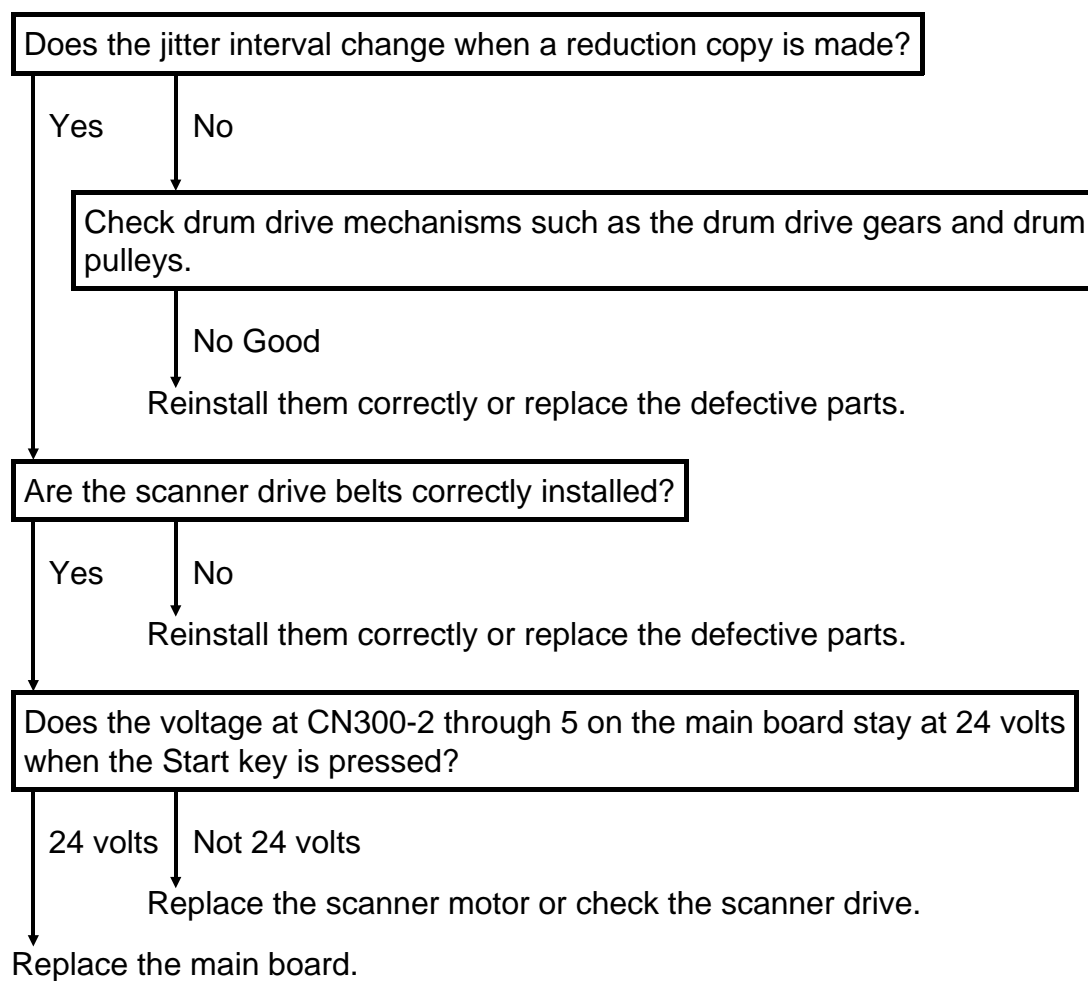 Does the jitter interval change when a reduction copy is made?
Yes
No
Check drum drive mechanisms such as the drum drive gears and drum
pulleys.
No Good
Reinstall them correctly or replace the defective parts.
Are the scanner drive belts correctly installed?
Yes
No
Reinstall them correctly or replace the defective parts.
Does the voltage at CN300-2 through 5 on the main board stay at 24 volts
when the Start key is pressed?
24 volts
Not 24 volts
Replace the scanner motor or check the scanner drive.
Replace the main board.